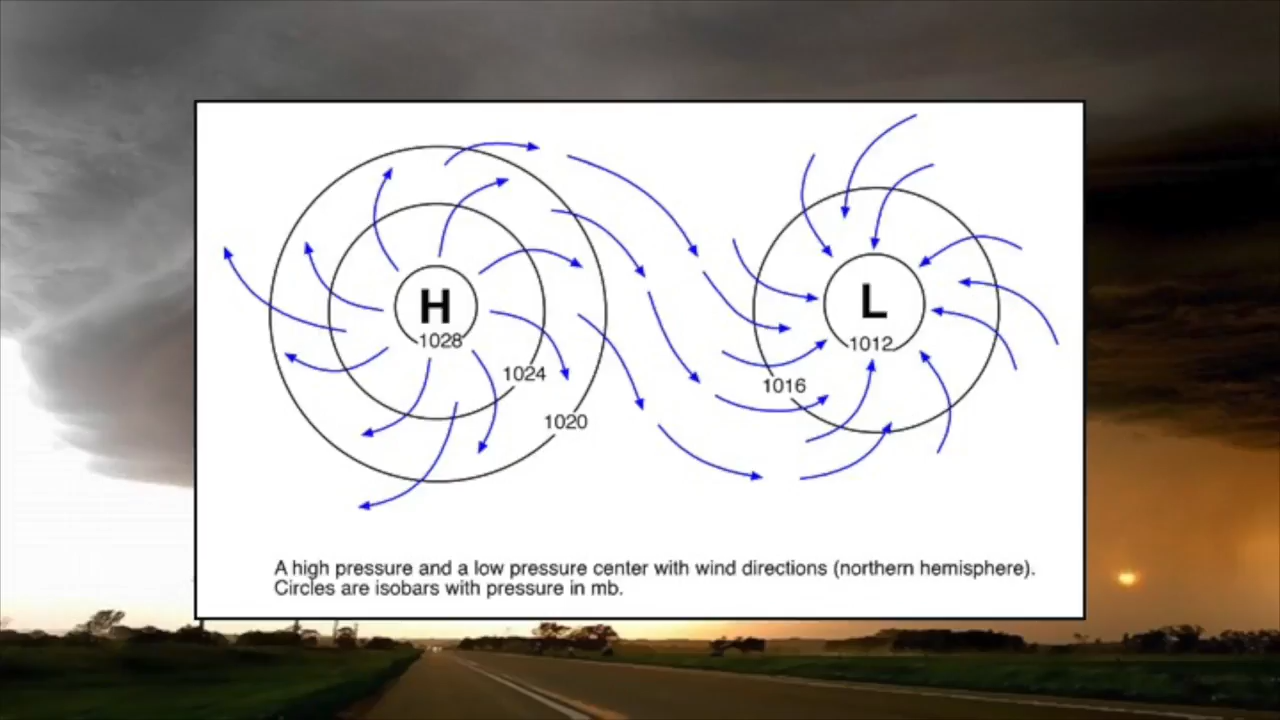 H
1028
1024
1020
L
1012
1016
A high pressure and a low pressure center with wind directions (northern hemisphere).
Circles are isobars with pressure in mb.